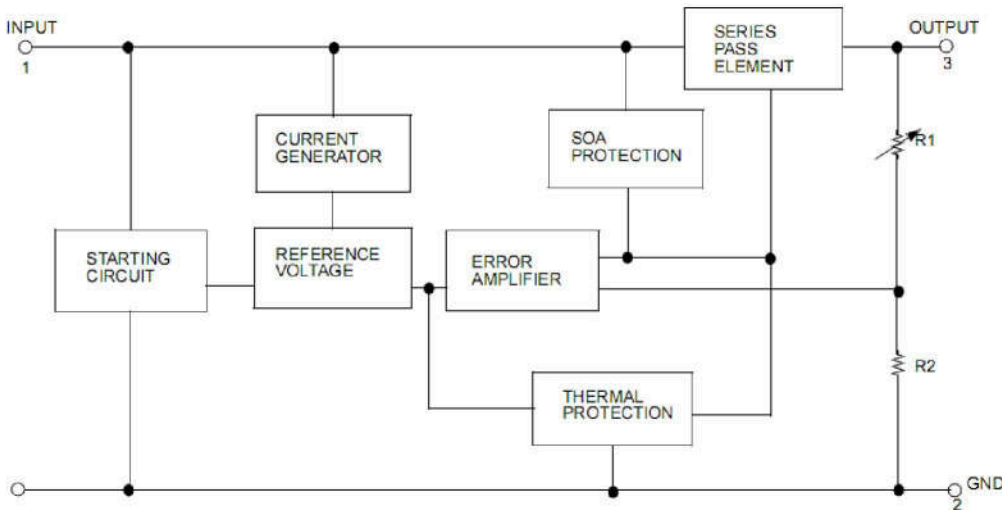 INPUT
1
SERIES
PASS
ELEMENT
OUTPUT
3
CURRENT
GENERATOR
SOA
PROTECTION
R1
STARTING
CIRCUIT
REFERENCE
VOLTAGE
ERROR
AMPLIFIER
R2
THERMAL
PROTECTION
GND
2